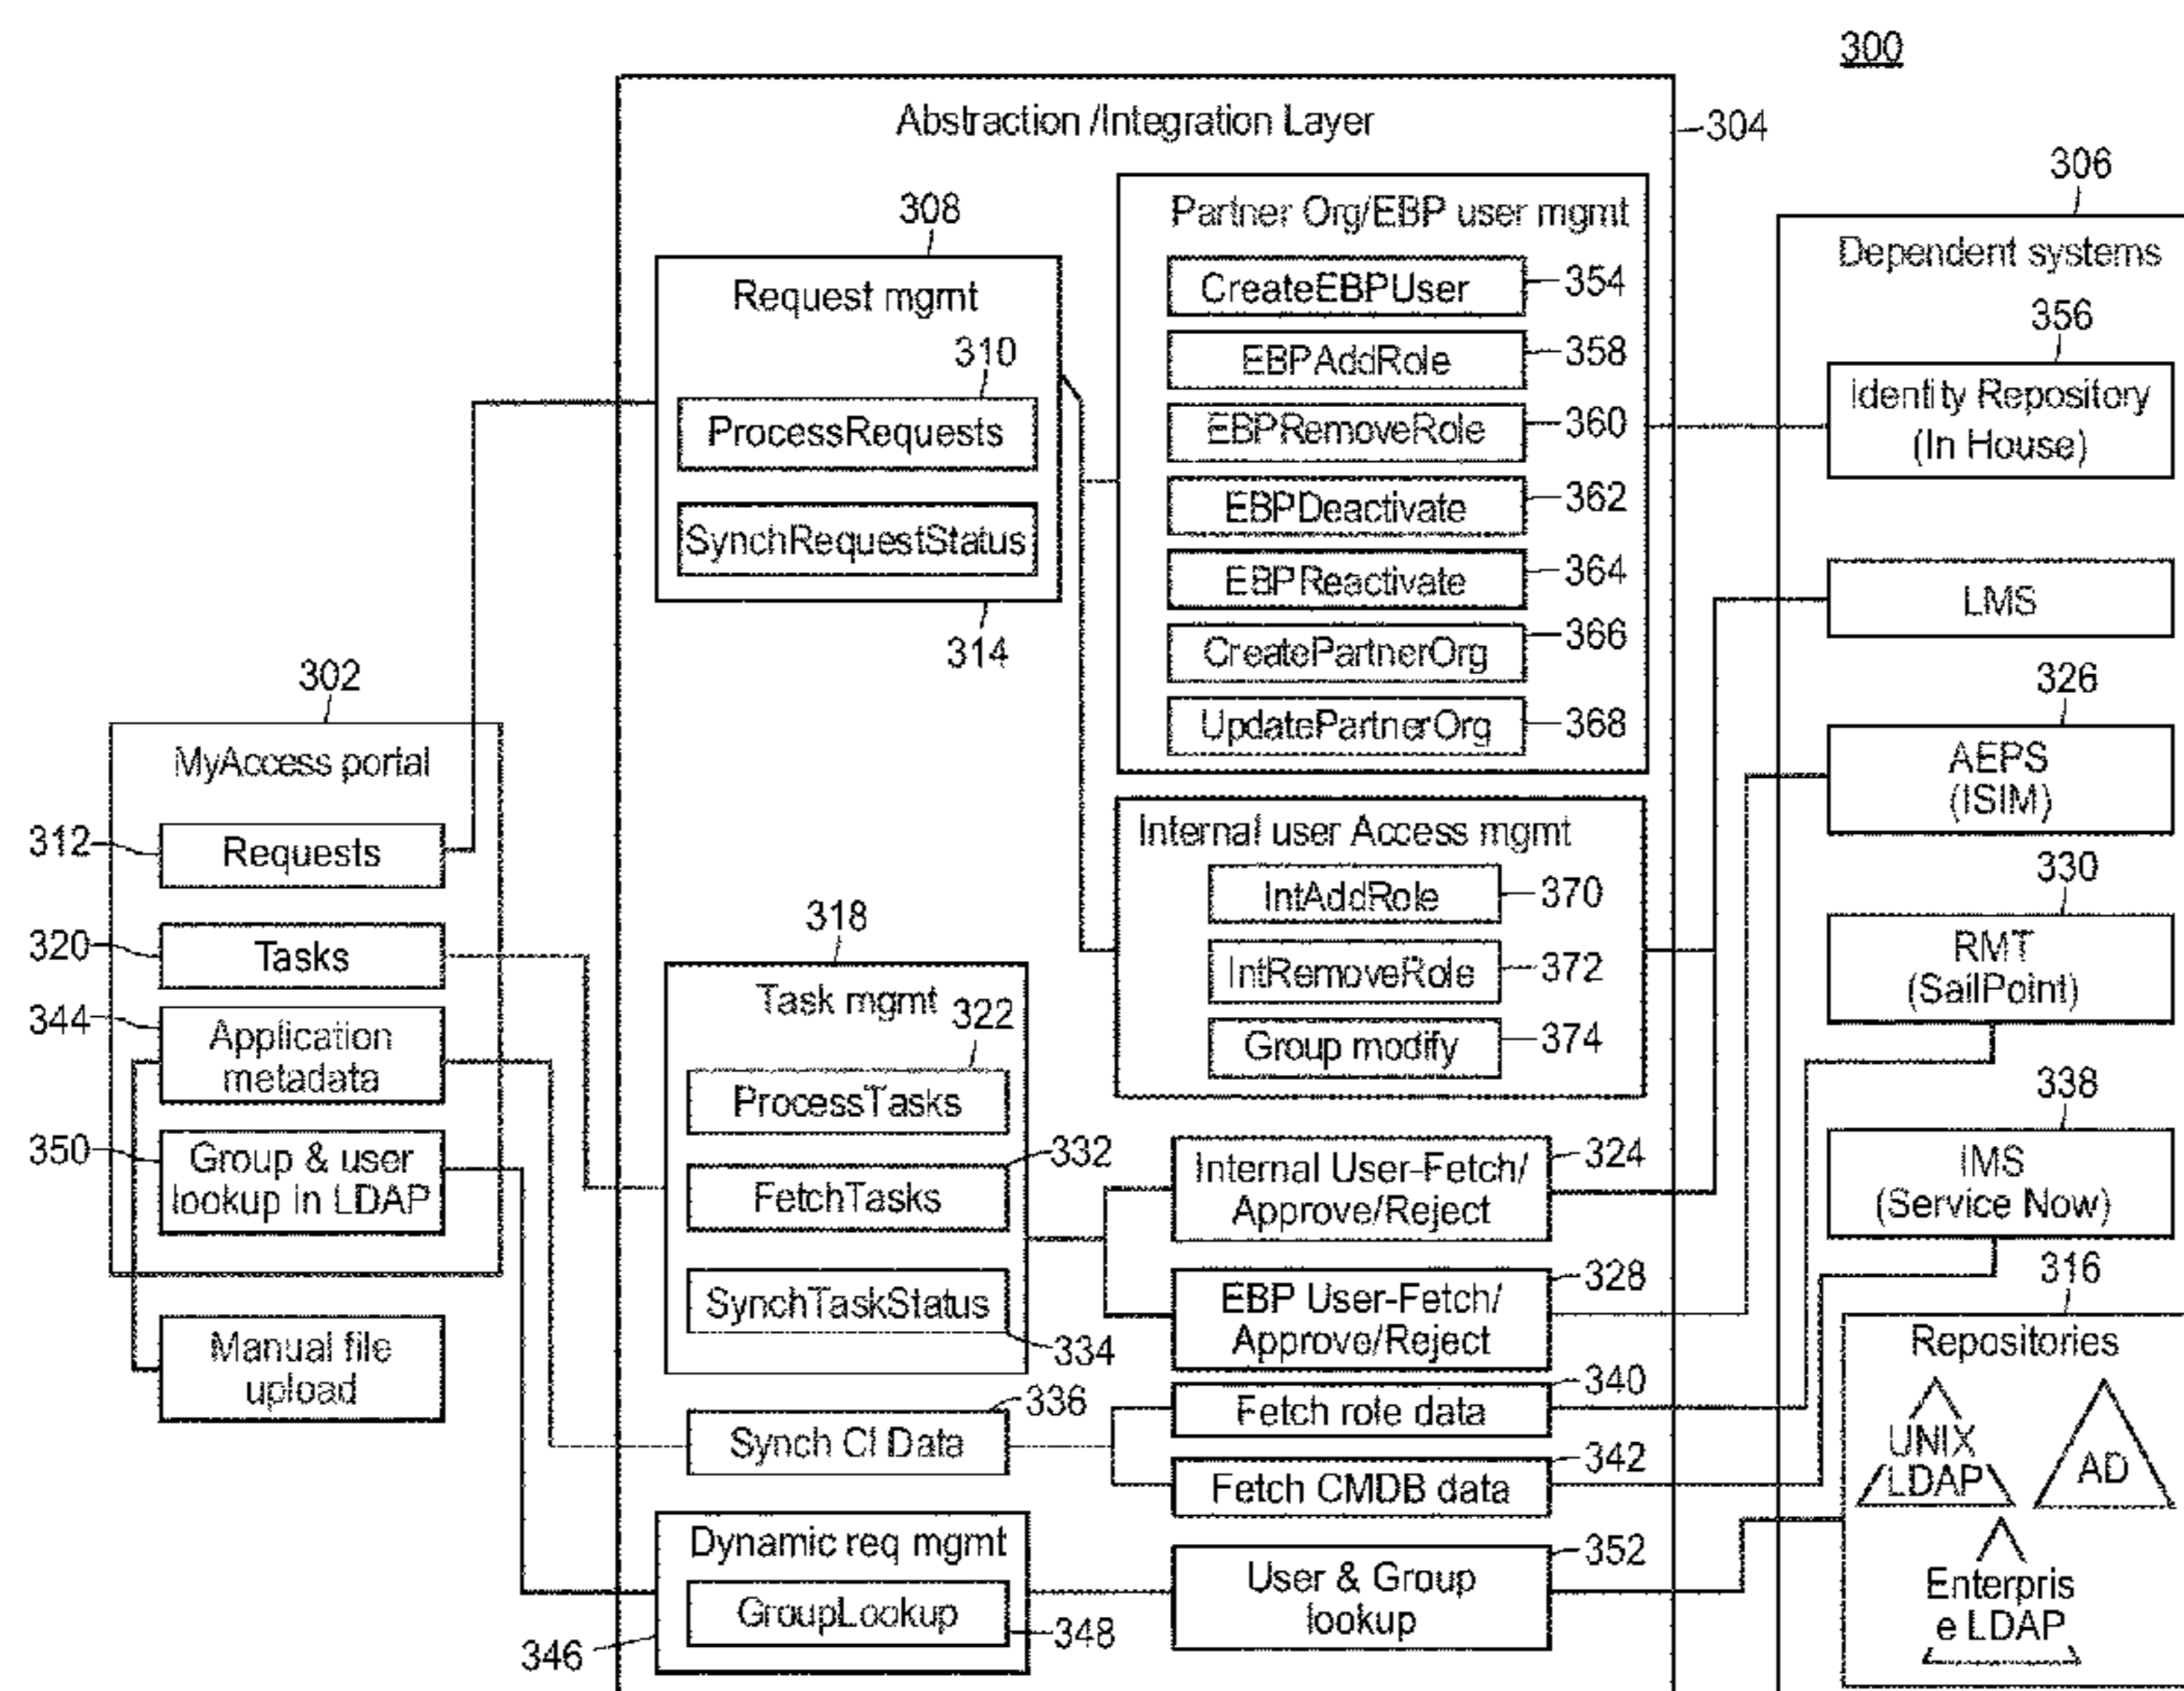 300
Abstraction /Integration Layer
304
306
Dependent systems
308
Request mgmt
310
ProcessRequests
SynchRequestStatus
314
Partner Org/EBP user mgmt
CreateEBPUser
354
EBPAddRole
358
EBPRemoveRole
360
EBPDeactivate
362
EBPReactivate
364
CreatePartnerOrg
366
UpdatePartnerOrg
368
356
Identity Repository
(In House)
LMS
326
AEPS
(ISIM)
330
RMT
(SailPoint)
338
IMS
(Service Now)
316
Repositories
UNIX
LDAP
AD
Enterpris
e LDAP
302
MyAccess portal
312
Requests
320
Tasks
344
Application
metadata
350
Group & user
lookup in LDAP
Manual file
upload
Internal user Access mgmt
IntAddRole
370
IntRemoveRole
372
Group modify
374
318
Task mgmt
322
ProcessTasks
332
FetchTasks
SynchTaskStatus
334
Internal User-Fetch/
Approve/Reject
324
EBP User-Fetch/
Approve/Reject
328
336
Synch CI Data
340
Fetch role data
342
Fetch CMDB data
Dynamic req mgmt
GroupLookup
346
348
352
User & Group
lookup